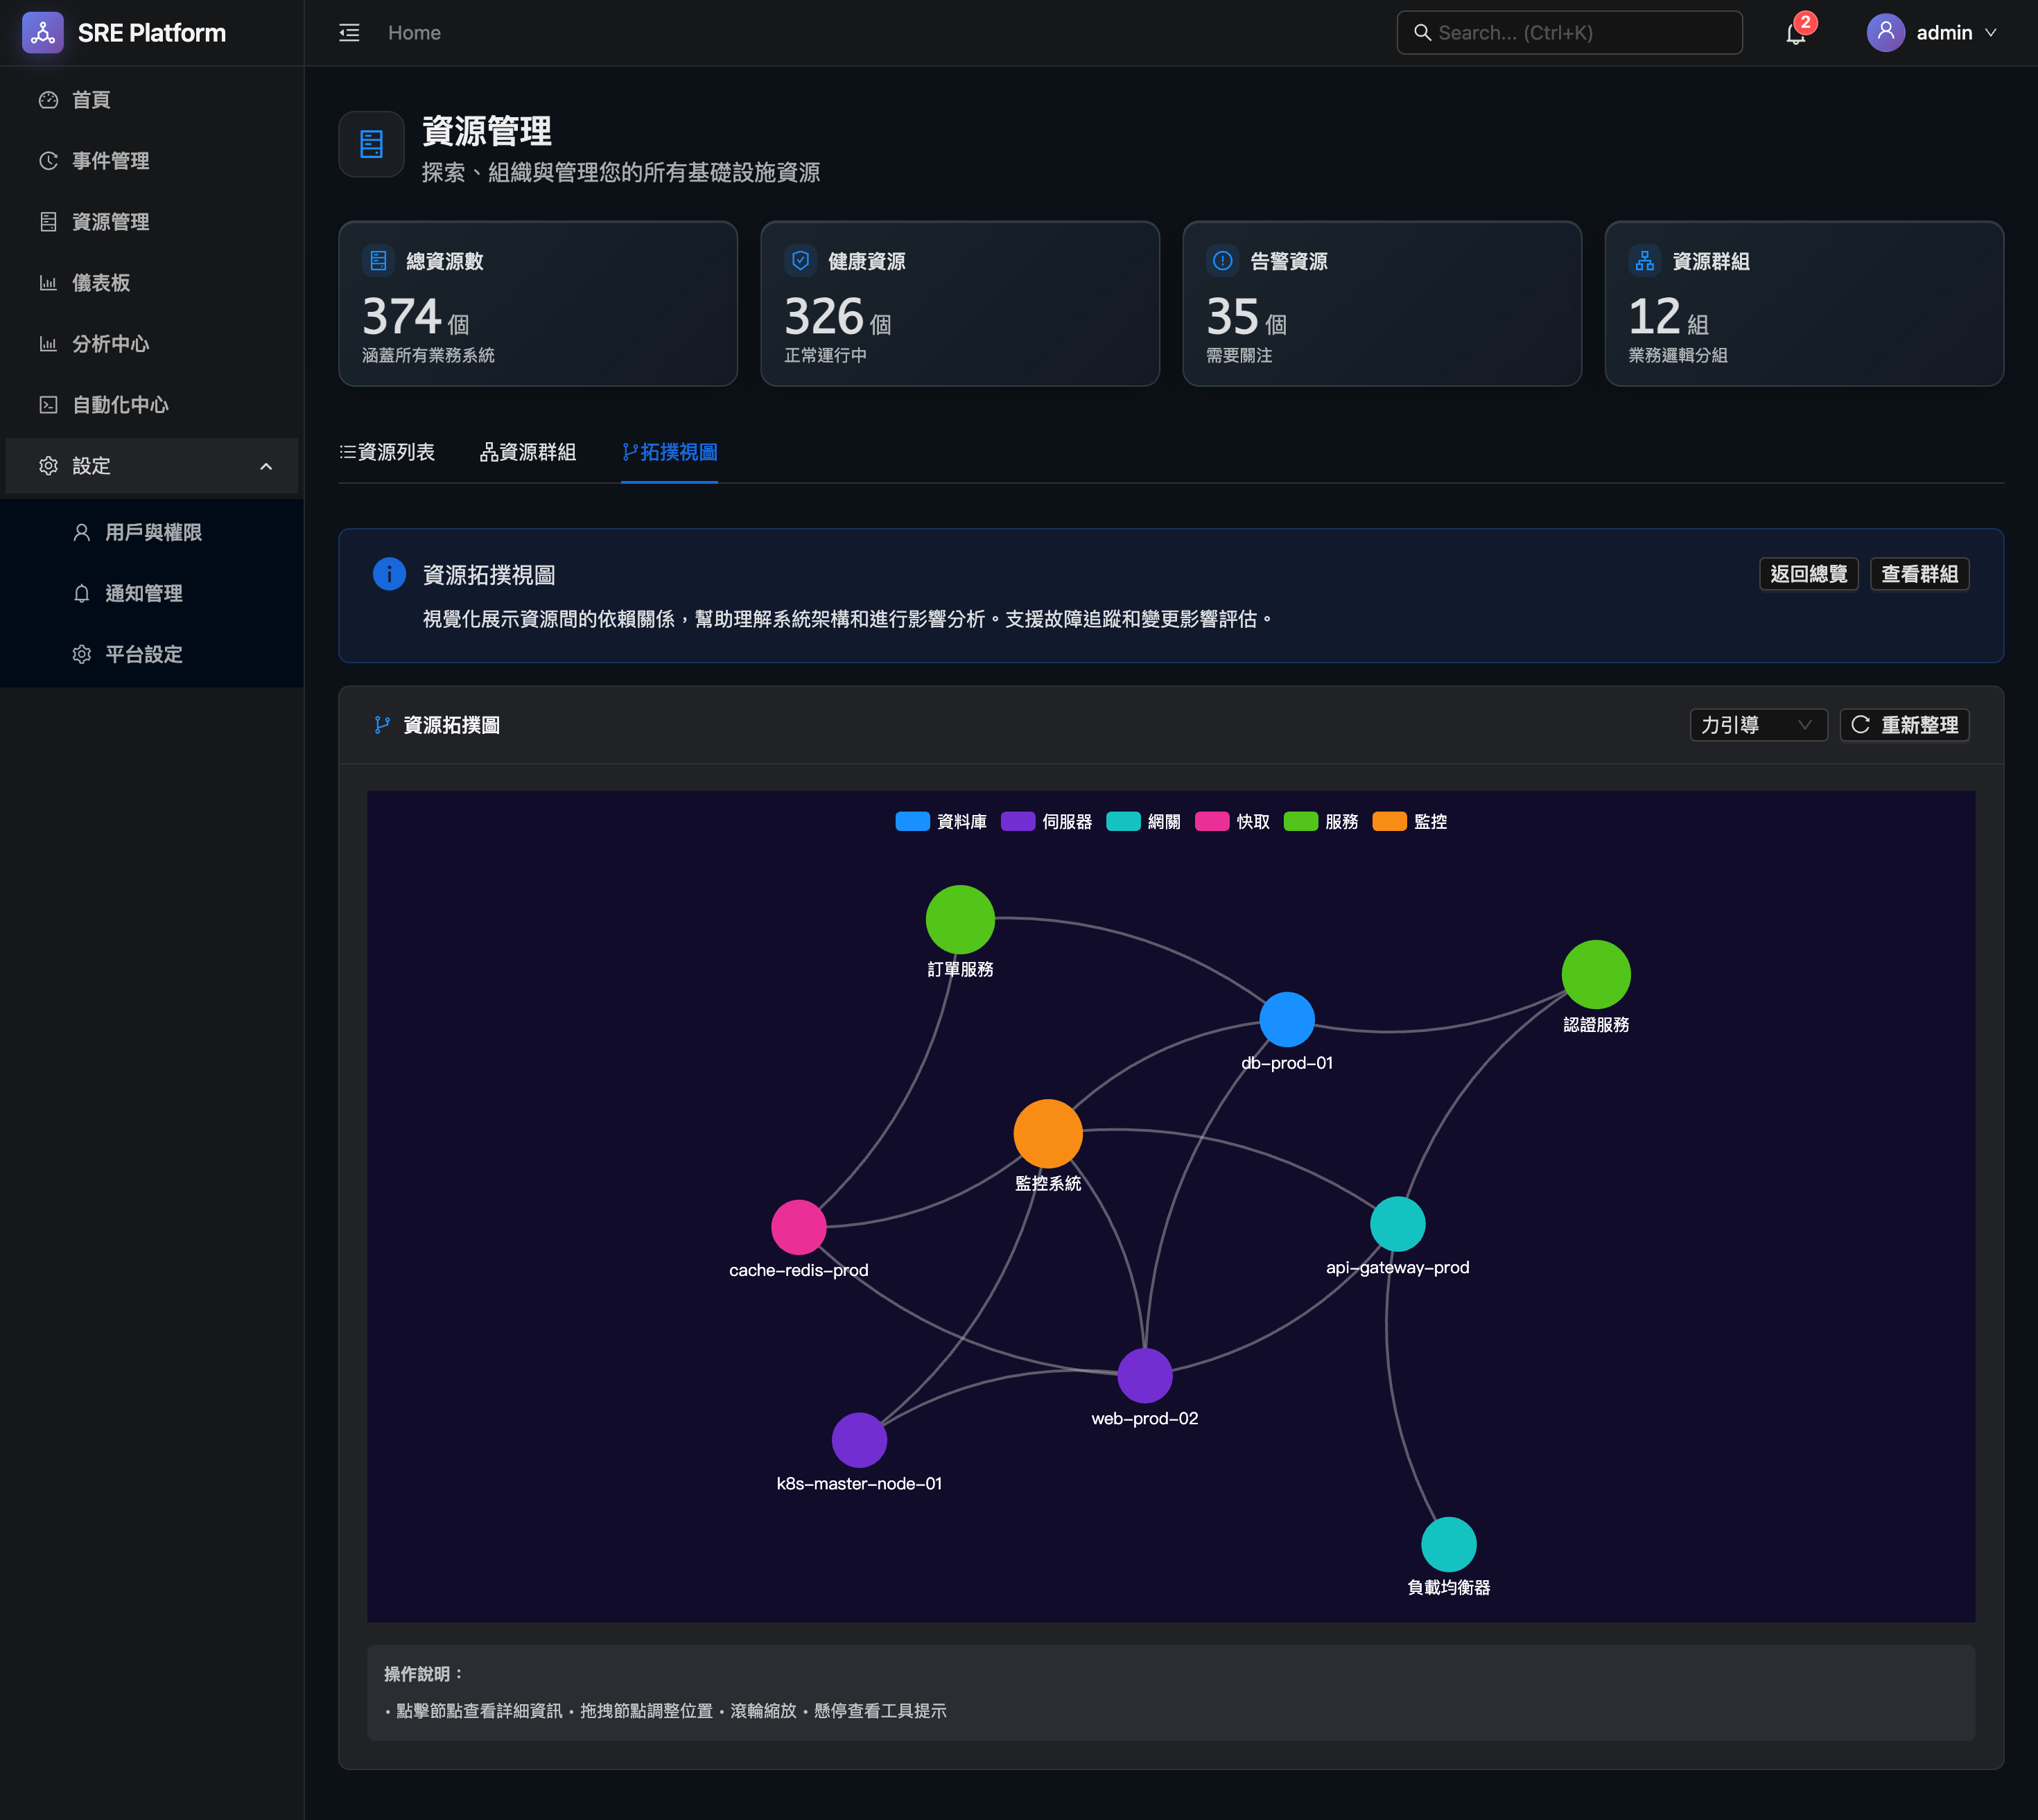 SRE Platform
Home
Search... (Ctrl+K)
2
admin
首頁
事件管理
資源管理
儀表板
分析中心
自動化中心
設定
用戶與權限
通知管理
平台設定
資源管理
探索、組織與管理您的所有基礎設施資源
總資源數
374 個
涵蓋所有業務系統
健康資源
326 個
正常運行中
告警資源
35 個
需要關注
資源群組
12 組
業務邏輯分組
資源列表
資源群組
拓撲視圖
資源拓撲視圖
返回總覽
查看群組
視覺化展示資源間的依賴關係，幫助理解系統架構和進行影響分析。支援故障追蹤和變更影響評估。
資源拓撲圖
力引導
重新整理
資料庫 伺服器 網關 快取 服務 監控
訂單服務
認證服務
db-prod-01
監控系統
cache-redis-prod
api-gateway-prod
web-prod-02
k8s-master-node-01
負載均衡器
操作說明：
• 點擊節點查看詳細資訊 • 拖拽節點調整位置 • 滾輪縮放 • 懸停查看工具提示